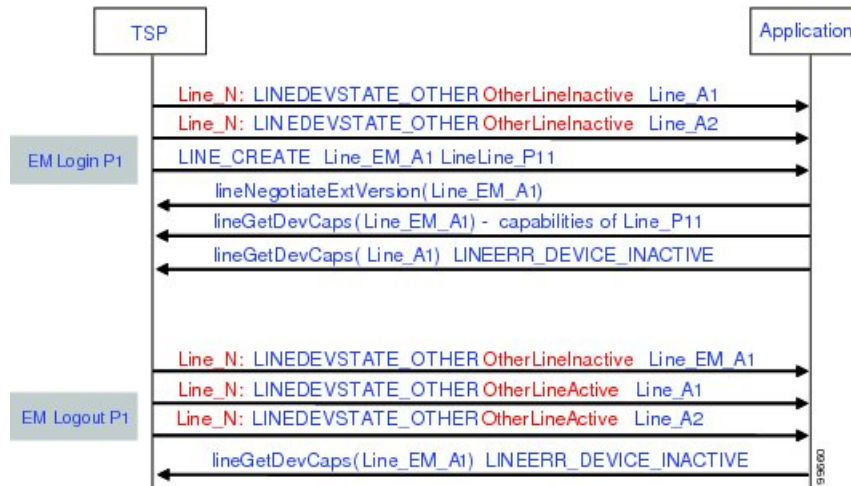 TSP
Application
Line_N: LINEDEVSTATE_OTHER OtherLineInactive Line_A1
Line_N: LINEDEVSTATE_OTHER OtherLineInactive Line_A2
EM Login P1
LINE_CREATE Line_EM_A1 LineLine_P11
lineNegotiateExtVersion(Line_EM_A1)
lineGetDevCaps(Line_EM_A1) - capabilities of Line_P11
lineGetDevCaps( Line_A1) LINEERR_DEVICE_INACTIVE
Line_N: LINEDEVSTATE_OTHER OtherLineInactive Line_EM_A1
Line_N: LINEDEVSTATE_OTHER OtherLineActive Line_A1
EM Logout P1
Line_N: LINEDEVSTATE_OTHER OtherLineActive Line_A2
lineGetDevCaps(Line_EM_A1) LINEERR_DEVICE_INACTIVE